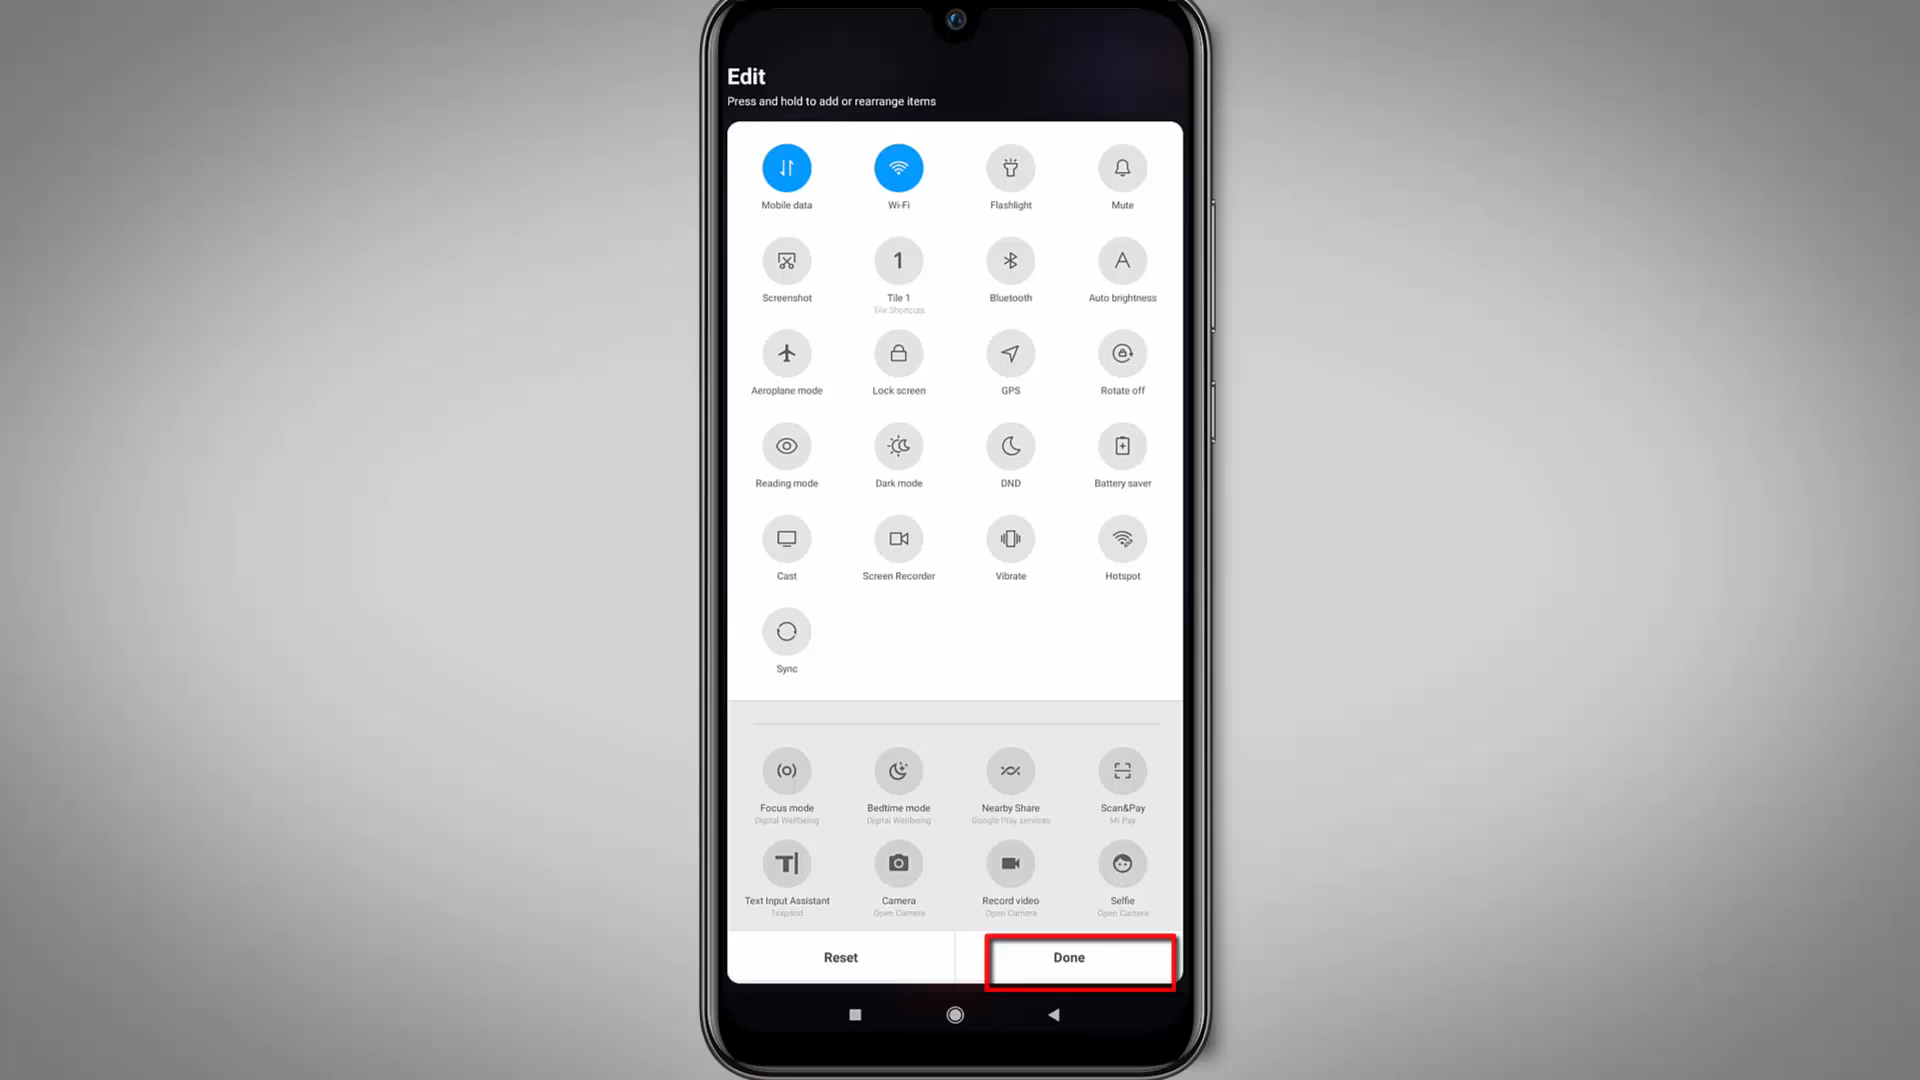 Edit
Press and hold to add or rearrange items
Mobile data Wi-Fi Flashlight Mute
1
Screenshot Tile 1 Bluetooth Auto brightness
Tile Shortcuts
Aeroplane mode Lock screen GPS Rotate off
Reading mode Dark mode DND Battery saver
Cast Screen Recorder Vibrate Hotspot
Sync
Focus mode Bedtime mode Nearby Share Scan&Pay
Digital Wellbeing Digital Wellbeing Google Play services Mi Pay
Text Input Assistant Camera Record video Selfie
Texpand Open Camera Open Camera Open Camera
Reset Done